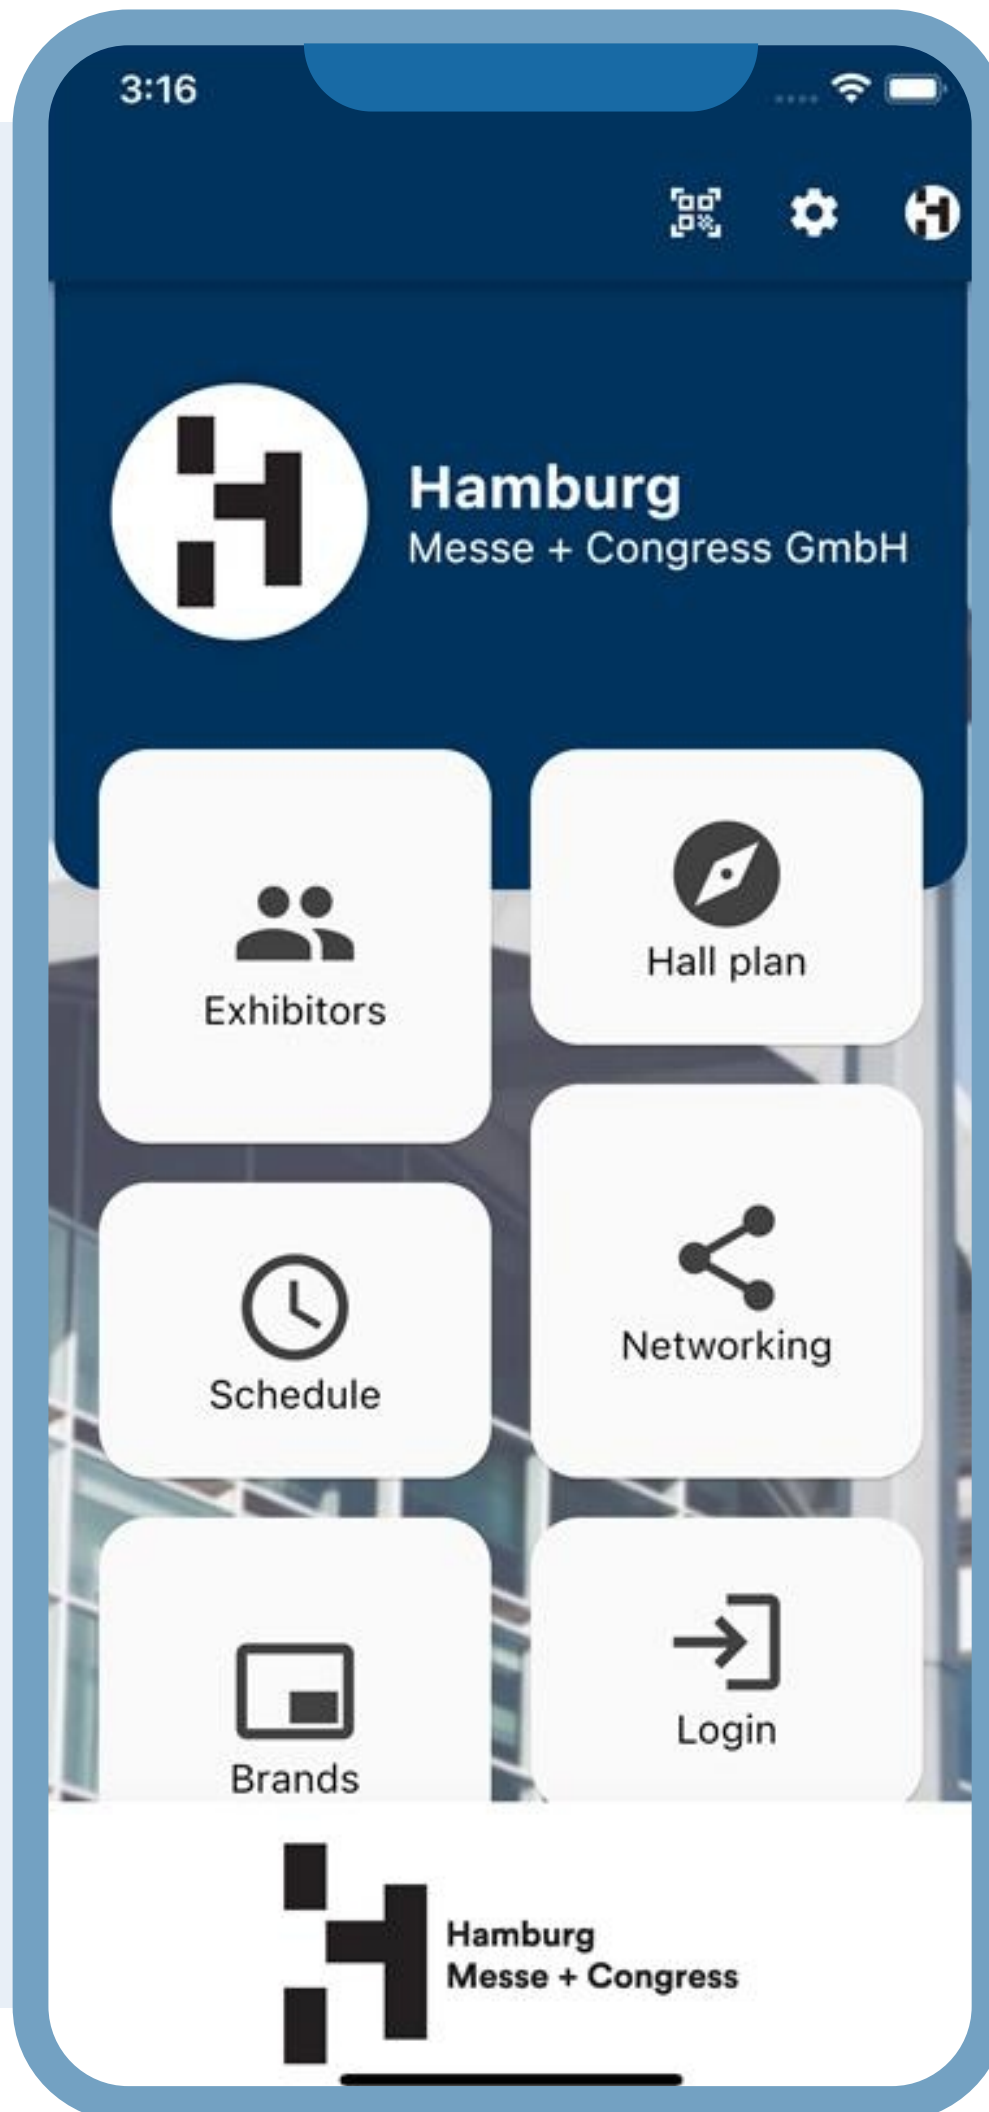 3:16
Hamburg
Messe + Congress GmbH
Exhibitors
Hall plan
Schedule
Networking
Brands
Login
Hamburg
Messe + Congress